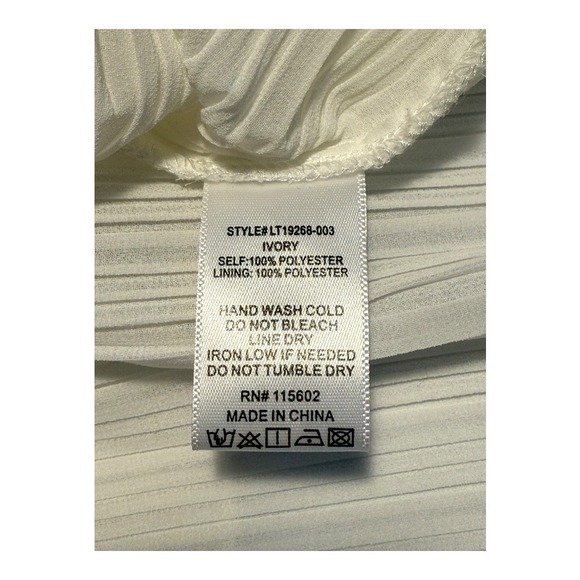 STYLE# LT19268-003
IVORY
SELF:100% POLYESTER
LINING: 100% POLYESTER
HAND WASH COLD
DO NOT BLEACH
LINE DRY
IRON LOW IF NEEDED
DO NOT TUMBLE DRY
RN# 115602
MADE IN CHINA